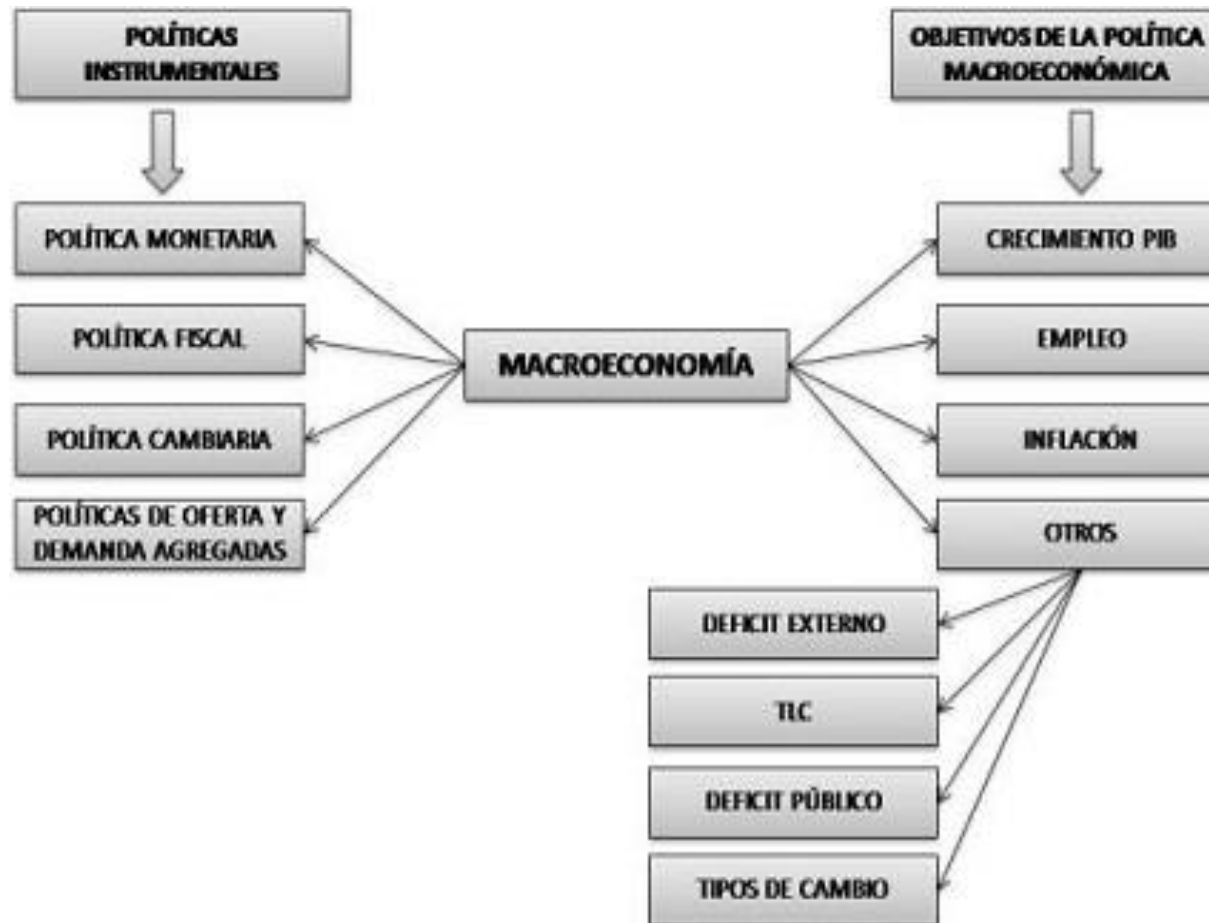 POLÍTICAS
INSTRUMENTALES
POLÍTICA MONETARIA
POLÍTICA FISCAL
POLÍTICA CAMBIARIA
POLÍTICAS DE OFERTA Y
DEMANDA AGREGADAS
MACROECONOMÍA
OBJETIVOS DE LA POLÍTICA
MACROECONÓMICA
CRECIMIENTO PIB
EMPLEO
INFLACIÓN
OTROS
DEFICIT EXTERNO
TLC
DEFICIT PÚBLICO
TIPOS DE CAMBIO